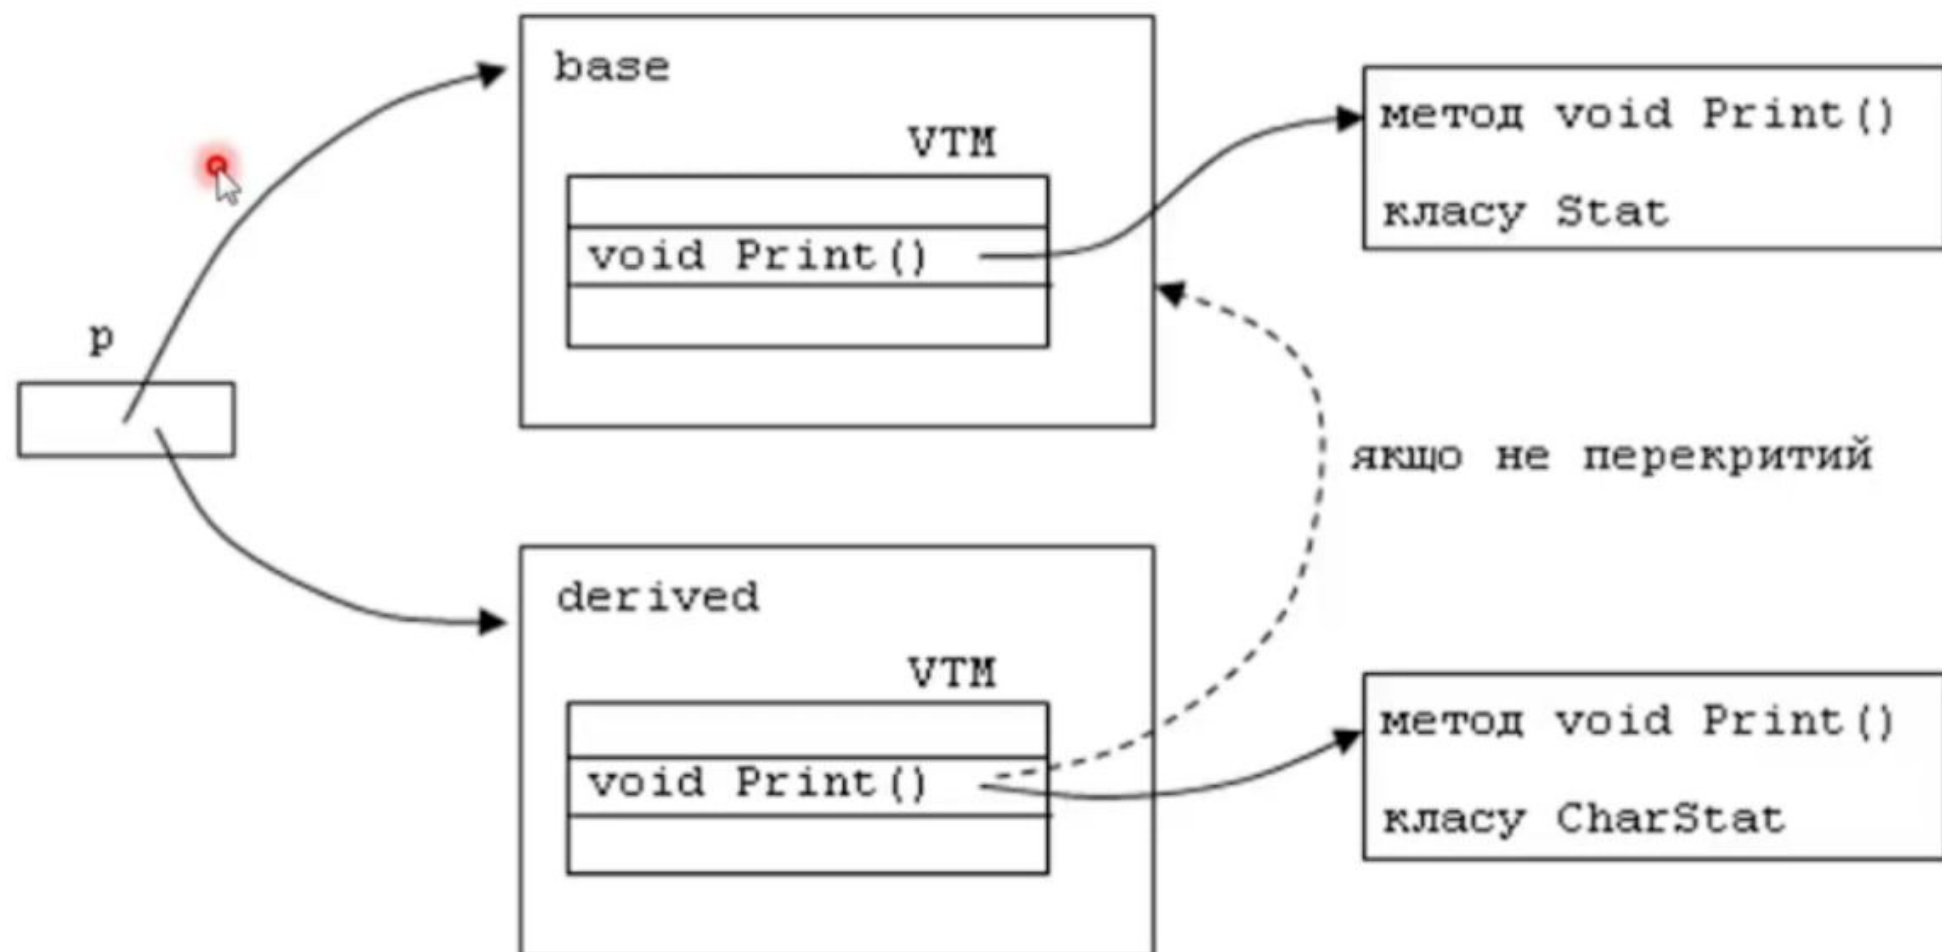 base
VTM
void Print()
метод void Print()
класу Stat
p
якщо не перекритий
derived
VTM
void Print()
метод void Print()
класу CharStat